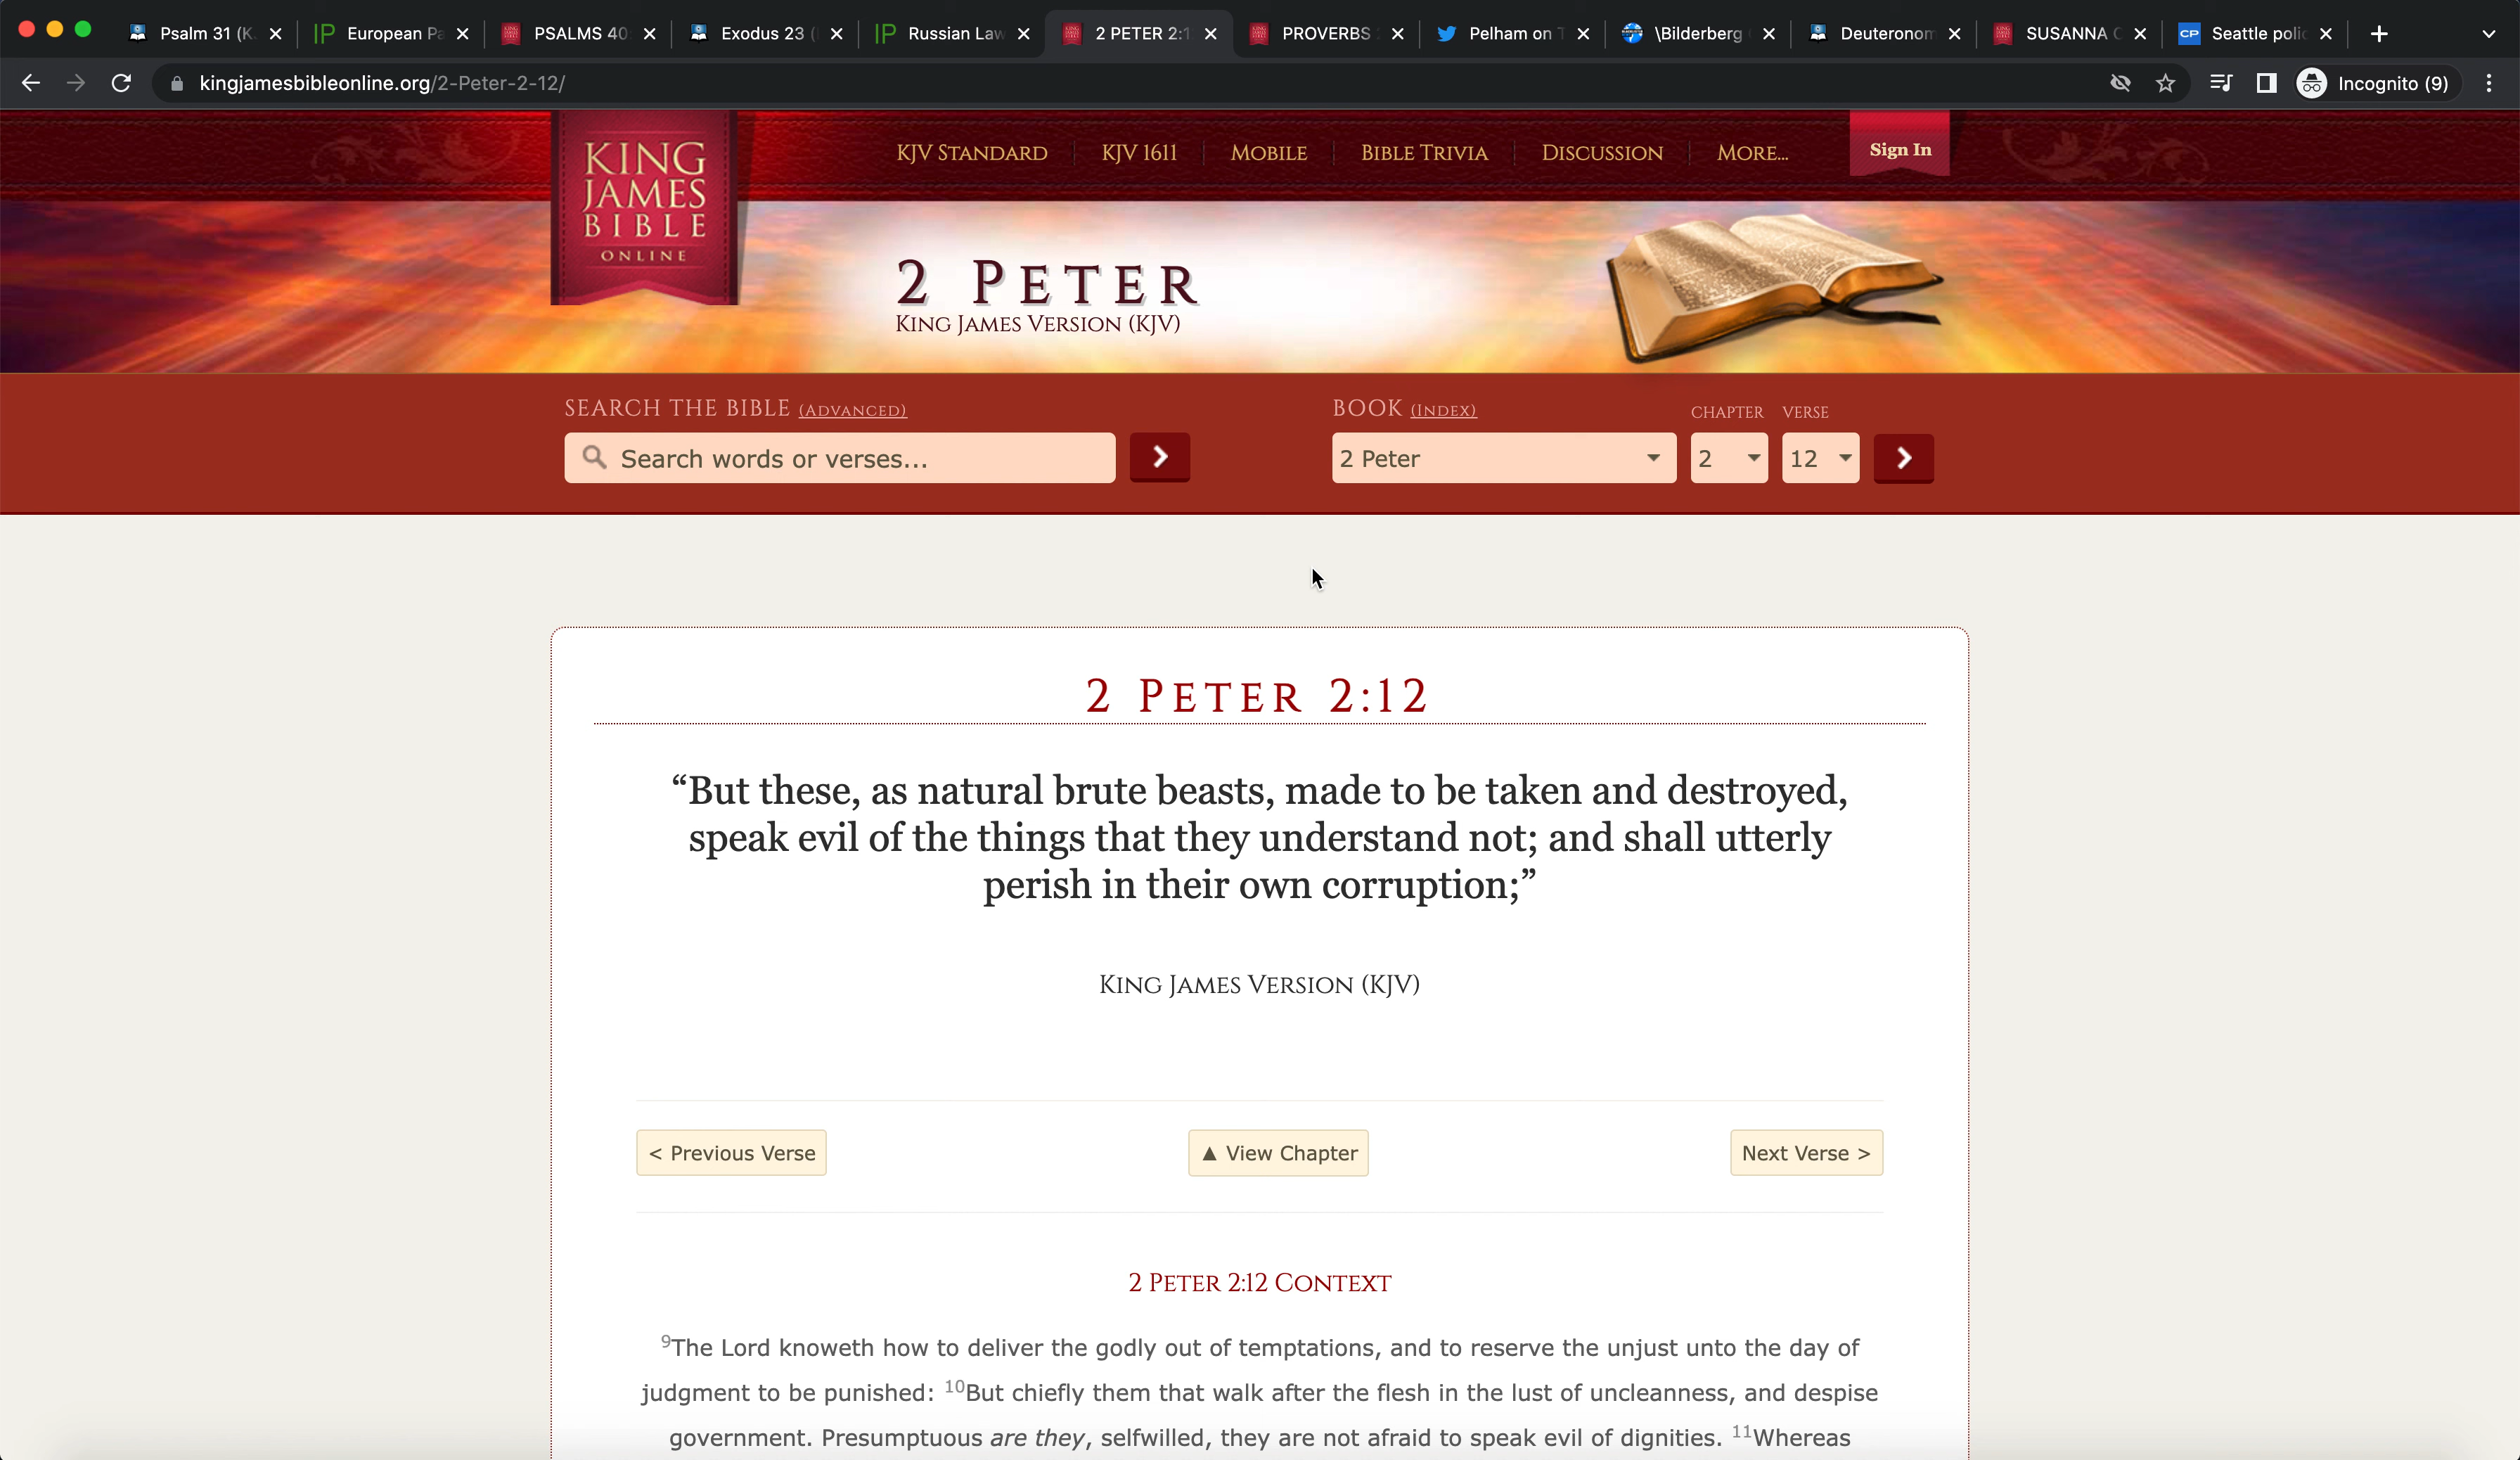 Psalm 31 (K
European Pa
PSALMS 40
Exodus 23 (
Russian Law
2 PETER 2:1
PROVERBS
Pelham on T
\Bilderberg
Deuteronom
SUSANNA C
CP
Seattle polic
kingjamesbibleonline.org/2-Peter-2-12/
Incognito (9)
KING
JAMES
BIBLE
ONLINE
KJV STANDARD
KJV 1611
MOBILE
BIBLE TRIVIA
DISCUSSION
MORE...
Sign In
2 PETER
KING JAMES VERSION (KJV)
SEARCH THE BIBLE (ADVANCED)
BOOK (INDEX)
CHAPTER
VERSE
Search words or verses...
2 Peter
2
12
2 PETER 2:12
“But these, as natural brute beasts, made to be taken and destroyed,
speak evil of the things that they understand not; and shall utterly
perish in their own corruption;”
KING JAMES VERSION (KJV)
< Previous Verse
▲ View Chapter
Next Verse >
2 PETER 2:12 CONTEXT
9The Lord knoweth how to deliver the godly out of temptations, and to reserve the unjust unto the day of
judgment to be punished: 10But chiefly them that walk after the flesh in the lust of uncleanness, and despise
government. Presumptuous are they, selfwilled, they are not afraid to speak evil of dignities. 11Whereas